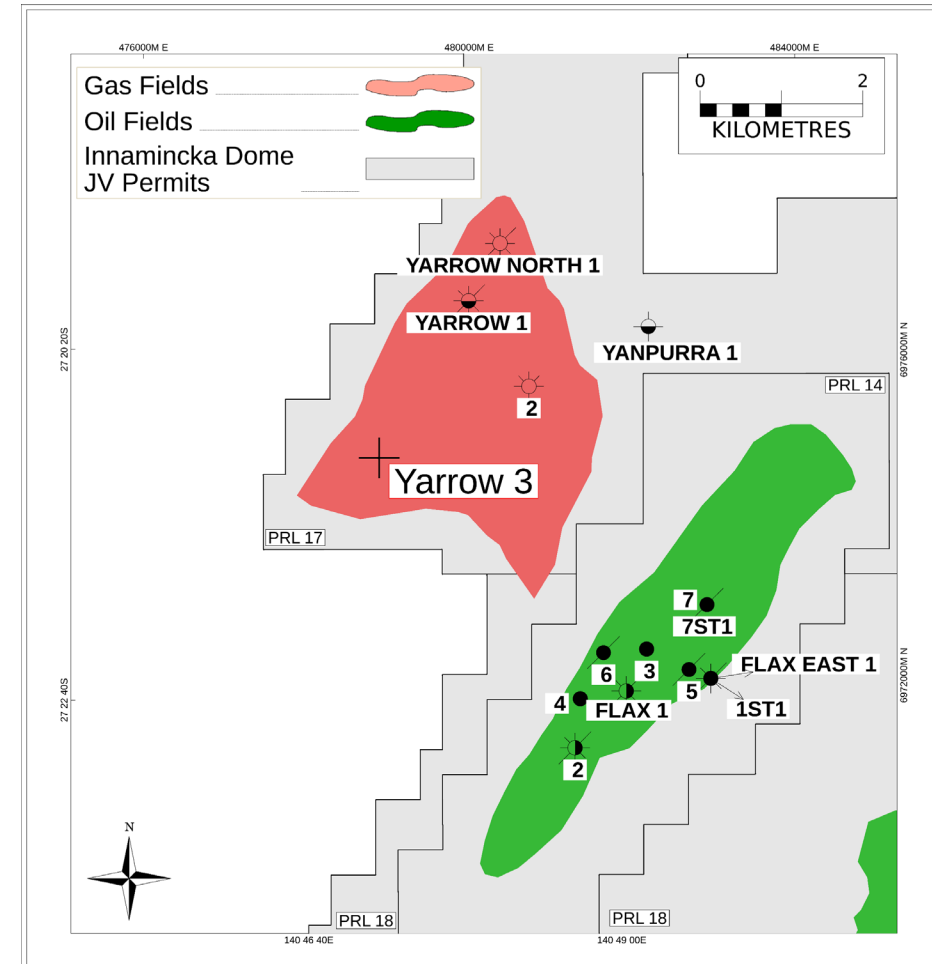 476000M E
480000M E
484000M E
Gas Fields
Oil Fields
Innamincka Dome
JV Permits
0
2
KILOMETRES
YARROW NORTH 1
YARROW 1
YANPURRA 1
27 20 20S
6976000M N
PRL 14
2
Yarrow 3
PRL 17
7
7ST1
FLAX EAST 1
6
3
5
4
FLAX 1
1ST1
27 22 40S
6972000M N
2
N
PRL 18
PRL 18
140 46 40E
140 49 00E